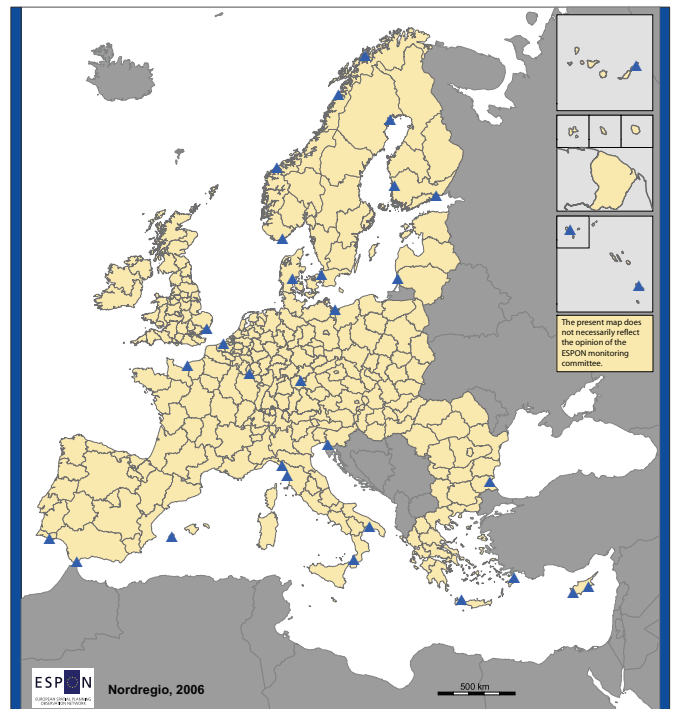 The present map does
not necessarily reflect
the opinion of the
ESPON monitoring
committee.
ESPON
EUROPEAN SPATIAL PLANNING
OBSERVATION NETWORK
Nordregio, 2006
500 km